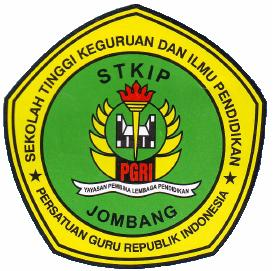 SEKOLAH TINGGI KEGURUAN DAN ILMU PENDIDIKAN
STKIP
PGRI
YAYASAN PEMBINA LEMBAGA PENDIDIKAN
JOMBANG
PERSATUAN GURU REPUBLIK INDONESIA